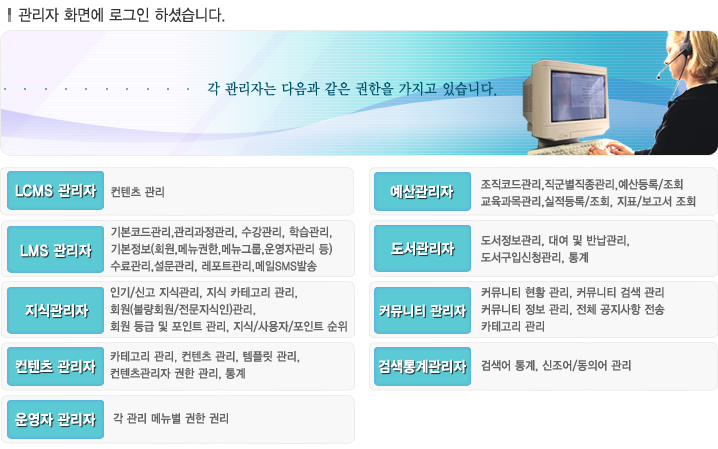 관리자 화면에 로그인 하셨습니다.
각 관리자는 다음과 같은 권한을 가지고 있습니다.
LCMS 관리자
컨텐츠 관리
예산관리자
조직코드관리,직군별직종관리,예산등록/조회
교육과목관리,실적등록/조회, 지표/보고서 조회
LMS 관리자
기본코드관리,관리과정관리, 수강관리, 학습관리,
기본정보(회원,메뉴권한,메뉴그룹,운영자관리 등)
수료관리,설문관리, 레포트관리,메일SMS발송
도서관리자
도서정보관리, 대여 및 반납관리,
도서구입신청관리, 통계
지식관리자
인기/신고 지식관리, 지식 카테고리 관리,
회원(불량회원/전문지식인)관리,
회원 등급 및 포인트 관리, 지식/사용자/포인트 순위
커뮤니티 관리자
커뮤니티 현황 관리, 커뮤니티 검색 관리
커뮤니티 정보 관리, 전체 공지사항 전송
카테고리 관리
컨텐츠 관리자
카테고리 관리, 컨텐츠 관리, 템플릿 관리,
컨텐츠관리자 권한 관리, 통계
검색통계관리자
검색어 통계, 신조어/동의어 관리
운영자 관리자
각 관리 메뉴별 권한 권리